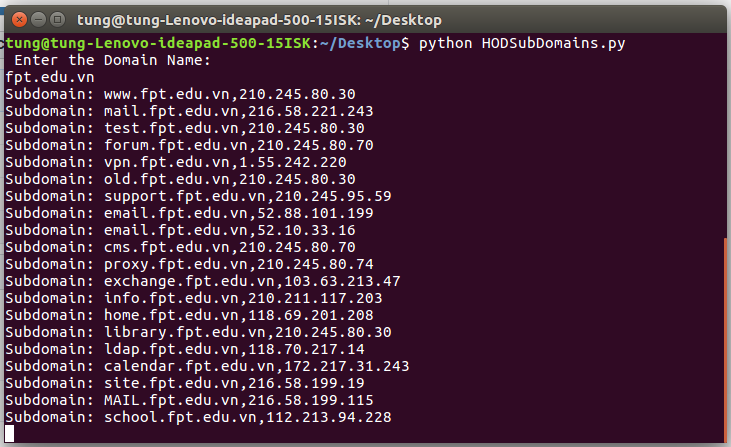 tung@tung-Lenovo-ideapad-500-15ISK: ~/Desktop
tung@tung-Lenovo-ideapad-500-15ISK:~/Desktop$ python HODSubDomains.py
 Enter the Domain Name:
fpt.edu.vn
Subdomain: www.fpt.edu.vn,210.245.80.30
Subdomain: mail.fpt.edu.vn,216.58.221.243
Subdomain: test.fpt.edu.vn,210.245.80.30
Subdomain: forum.fpt.edu.vn,210.245.80.70
Subdomain: vpn.fpt.edu.vn,1.55.242.220
Subdomain: old.fpt.edu.vn,210.245.80.30
Subdomain: support.fpt.edu.vn,210.245.95.59
Subdomain: email.fpt.edu.vn,52.88.101.199
Subdomain: email.fpt.edu.vn,52.10.33.16
Subdomain: cms.fpt.edu.vn,210.245.80.70
Subdomain: proxy.fpt.edu.vn,210.245.80.74
Subdomain: exchange.fpt.edu.vn,103.63.213.47
Subdomain: info.fpt.edu.vn,210.211.117.203
Subdomain: home.fpt.edu.vn,118.69.201.208
Subdomain: library.fpt.edu.vn,210.245.80.30
Subdomain: ldap.fpt.edu.vn,118.70.217.14
Subdomain: calendar.fpt.edu.vn,172.217.31.243
Subdomain: site.fpt.edu.vn,216.58.199.19
Subdomain: MAIL.fpt.edu.vn,216.58.199.115
Subdomain: school.fpt.edu.vn,112.213.94.228